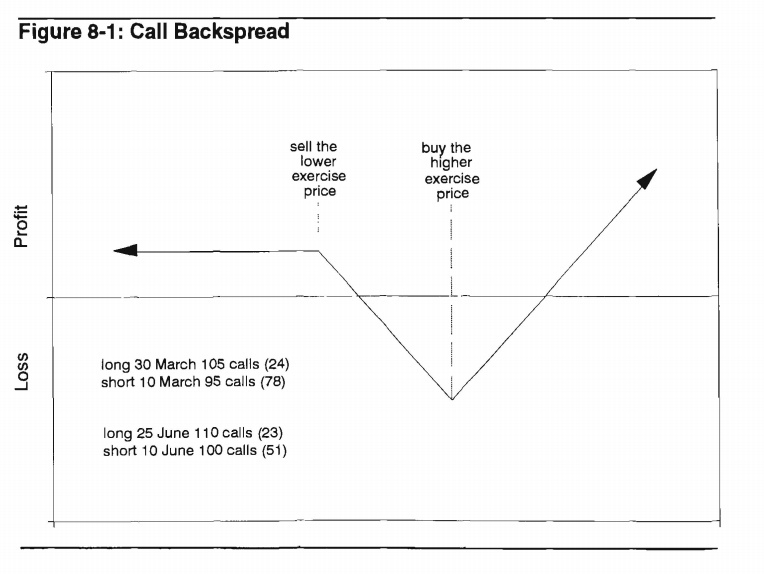 Figure 8-1: Call Backspread
sell the
lower
exercise
price
buy the
higher
exercise
price
Profit
Loss
long 30 March 105 calls (24)
short 10 March 95 calls (78)
long 25 June 110 calls (23)
short 10 June 100 calls (51)